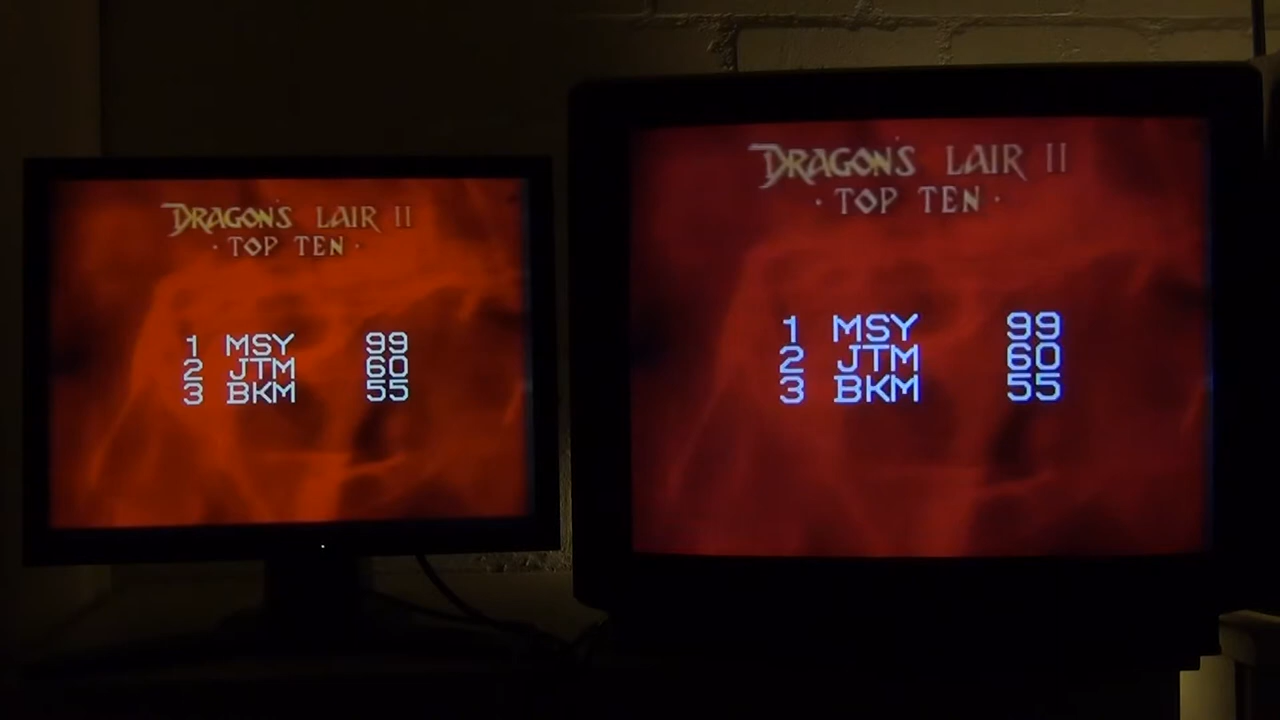 DRAGON'S LAIR II
· TOP TEN ·
1 MSY 99
2 JTM 60
3 BKM 55
DRAGON'S LAIR II
· TOP TEN ·
1 MSY 99
2 JTM 60
3 BKM 55